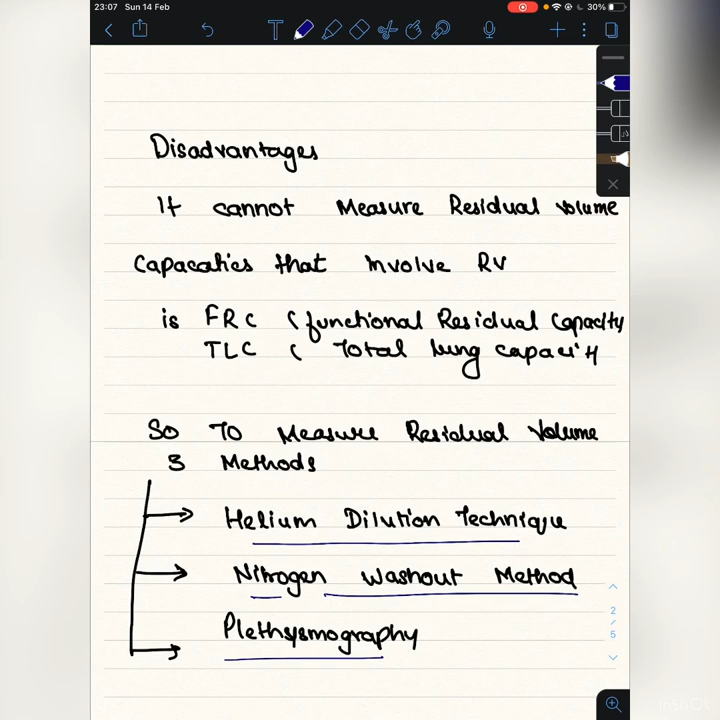 23:07 Sun 14 Feb 30%
Disadvantages
It cannot Measure Residual volume
Capacaties that involve RV
is FRC ( functional Residual Capacity
TLC ( Total lung capacity
So To Measure Residual Volume
3 Methods
Helium Dilution Technique
Nitrogen Washout Method
Plethysmography
2
/
5
InShot